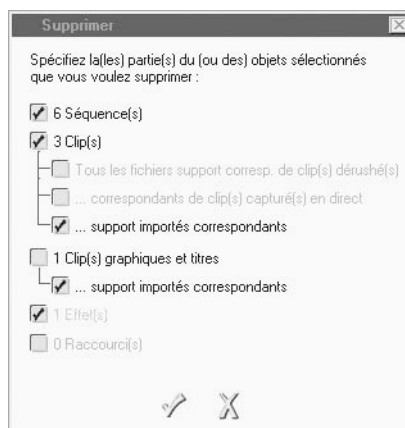 Supprimer
Spécifiez la(les) partie(s) du (ou des) objets sélectionnés
que vous voulez supprimer :
6 Séquence(s)
3 Clip(s)
Tous les fichiers support corresp. de clip(s) dérushé(s)
... correspondants de clip(s) capturé(s) en direct
... support importés correspondants
1 Clip(s) graphiques et titres
... support importés correspondants
1 Effet(s)
0 Raccourci(s)